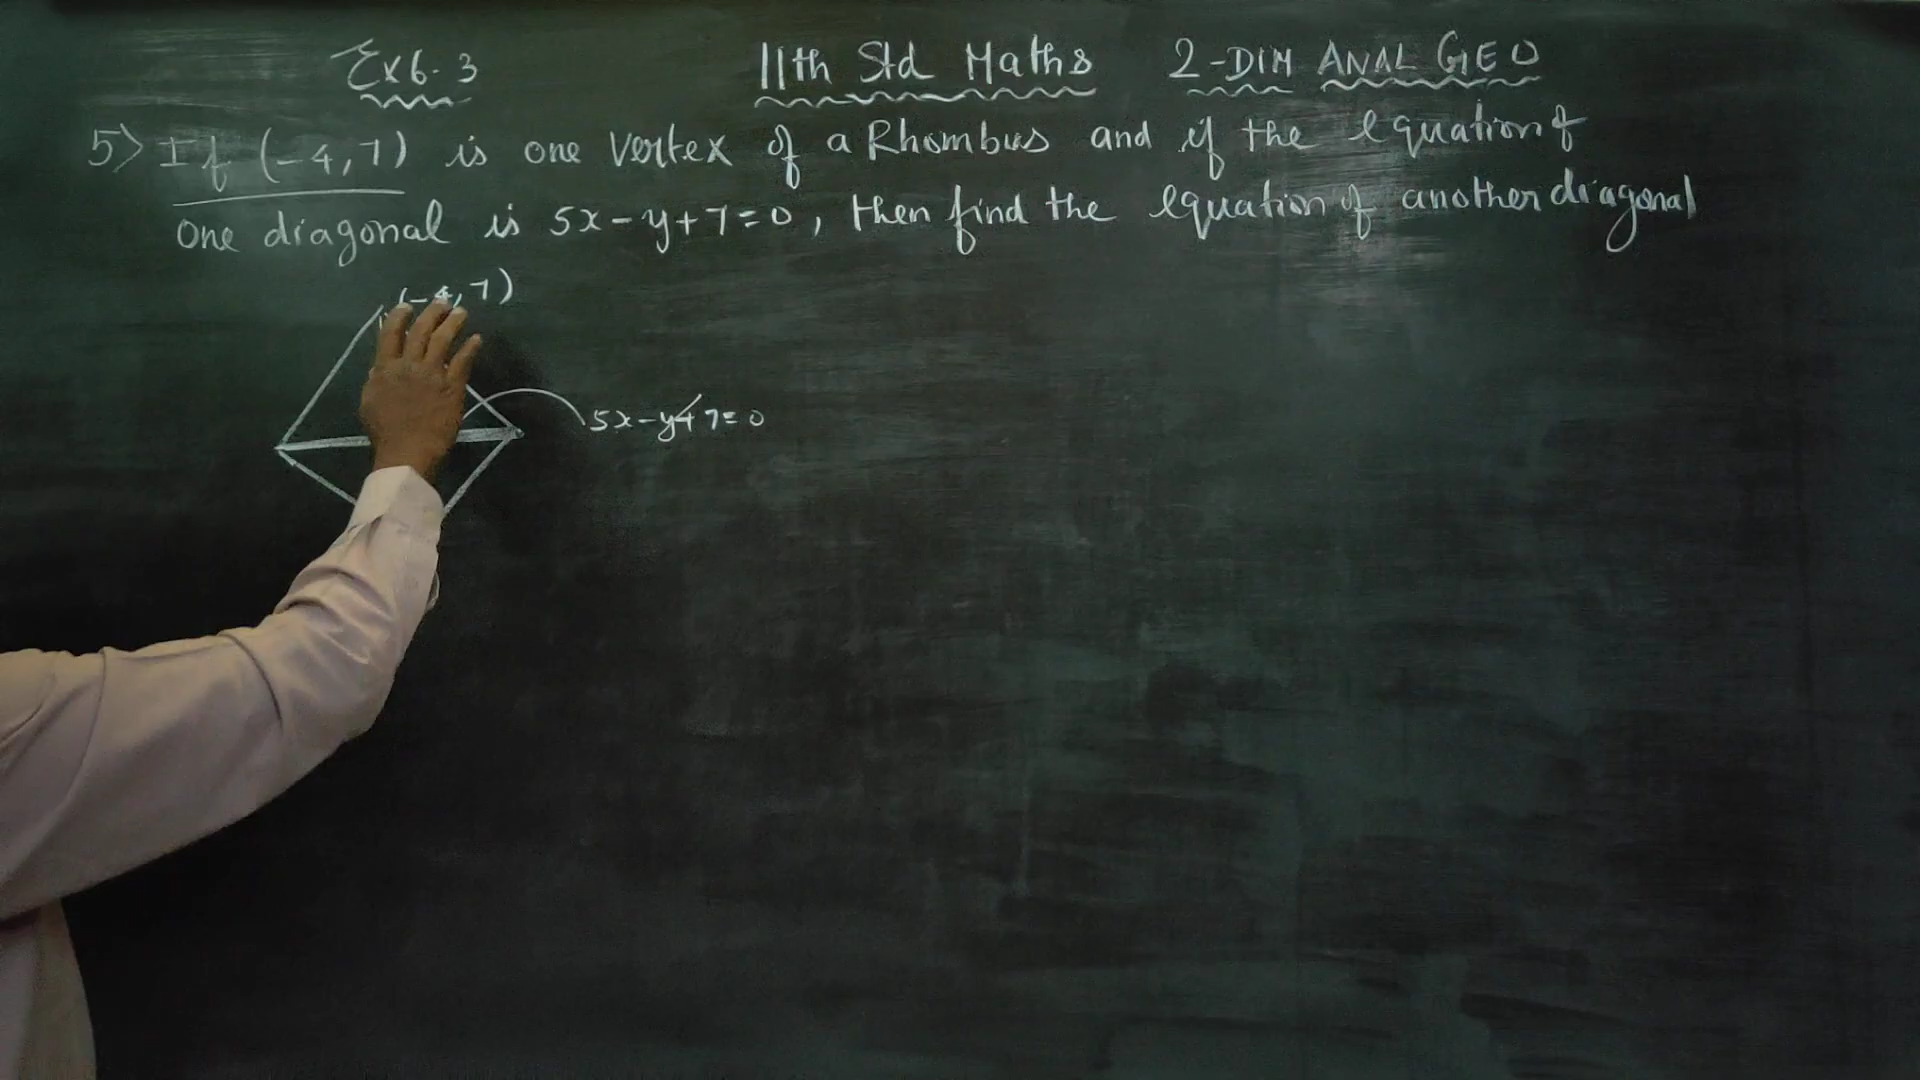 Ex 6.3
11th Std Maths 2-DIM ANAL GEO
5) If (-4,7) is one vertex of a Rhombus and if the equation of
one diagonal is 5x-y+7=0, then find the equation of another diagonal
(-4,7)
5x-y+7=0